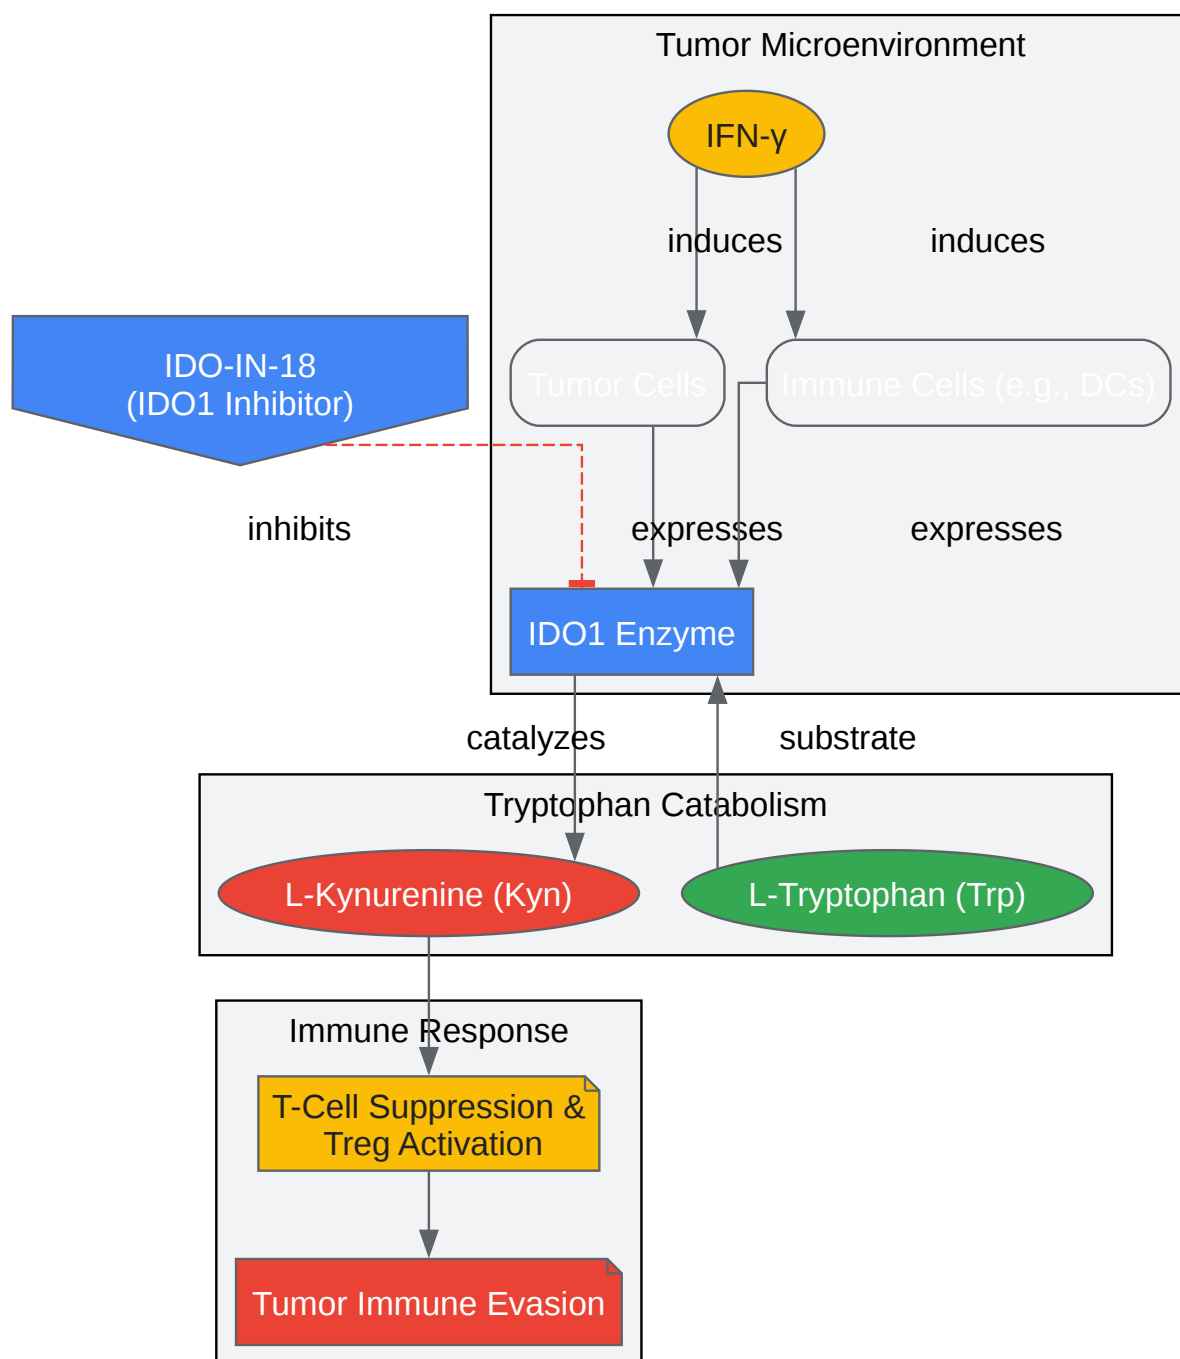 Tumor Microenvironment
IFN-γ
induces
induces
IDO-IN-18
(IDO1 Inhibitor)
Tumor Cells
Immune Cells (e.g., DCs)
inhibits
expresses
expresses
IDO1 Enzyme
catalyzes
substrate
Tryptophan Catabolism
L-Kynurenine (Kyn)
L-Tryptophan (Trp)
Immune Response
T-Cell Suppression &
Treg Activation
Tumor Immune Evasion